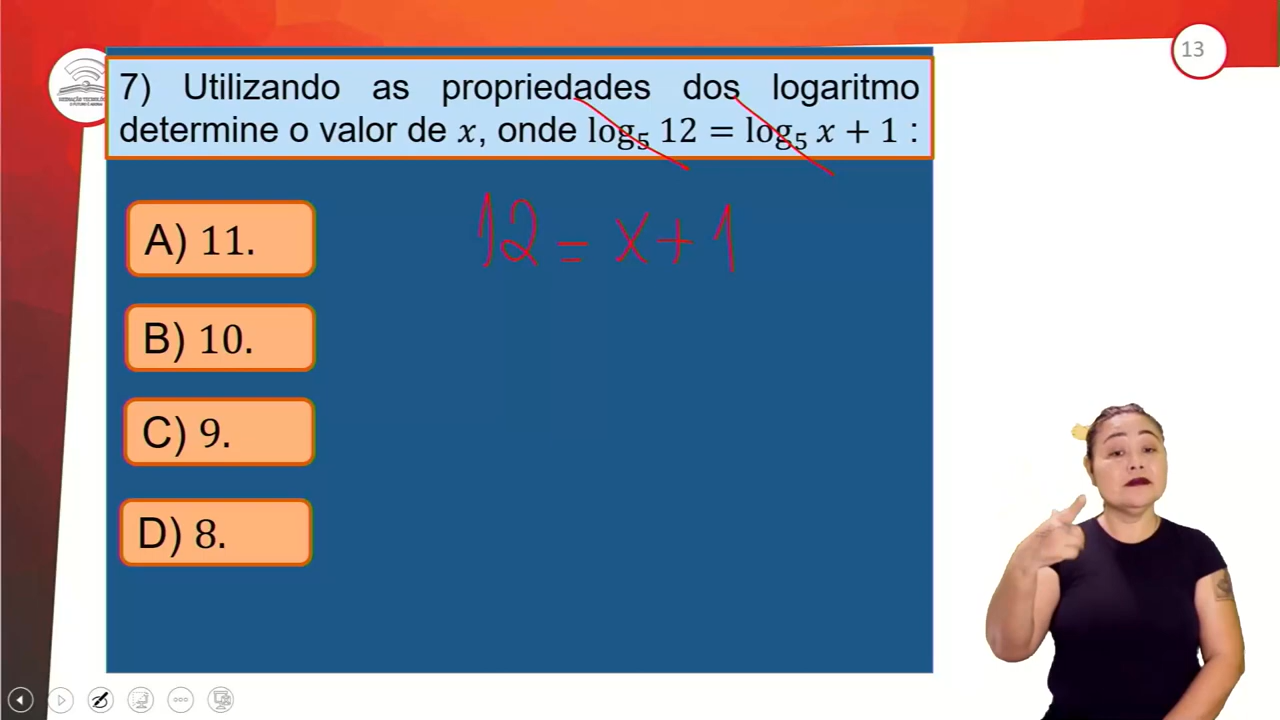 13
7) Utilizando as propriedades dos logaritmo
determine o valor de x, onde log₅ 12 = log₅ x + 1 :
12 = x + 1
A) 11.
B) 10.
C) 9.
D) 8.